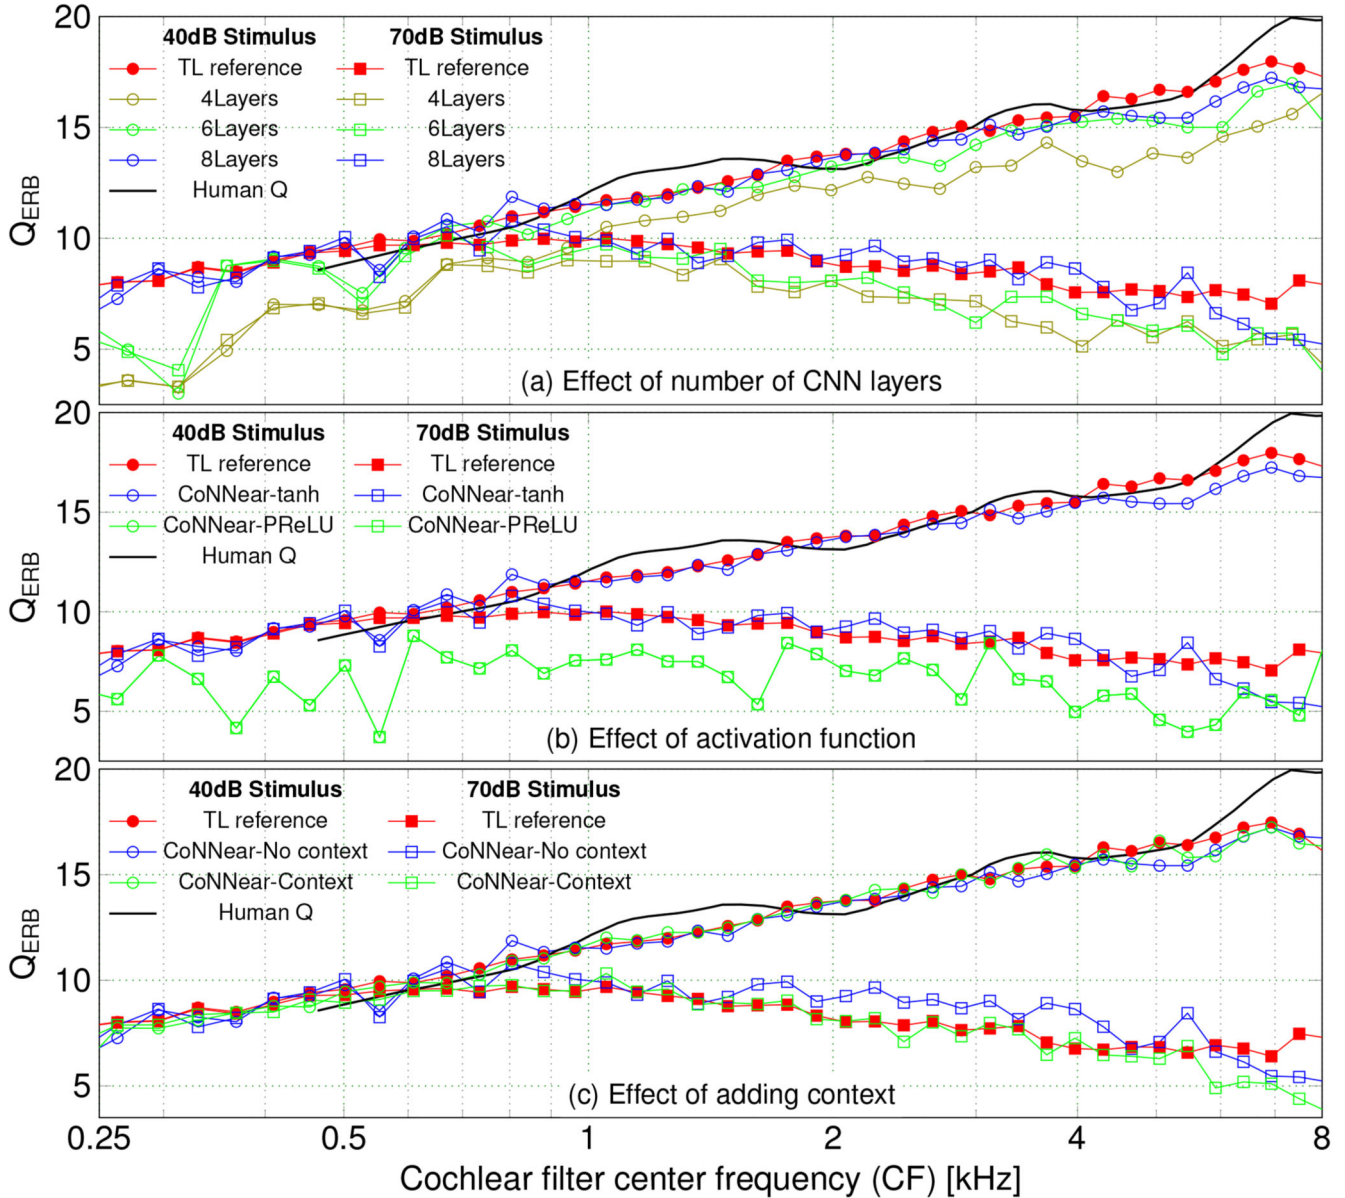 20
40dB Stimulus 70dB Stimulus
TL reference TL reference
4Layers 4Layers
15
6Layers 6Layers
8Layers 8Layers
Human Q
QERB
10
5
(a) Effect of number of CNN layers
20
40dB Stimulus 70dB Stimulus
TL reference TL reference
CoNNear-tanh CoNNear-tanh
15
CoNNear-PReLU CoNNear-PReLU
Human Q
QERB
10
5
(b) Effect of activation function
20
40dB Stimulus 70dB Stimulus
TL reference TL reference
CoNNear-No context CoNNear-No context
15
CoNNear-Context CoNNear-Context
Human Q
QERB
10
5
(c) Effect of adding context
0.25 0.5 1 2 4 8
Cochlear filter center frequency (CF) [kHz]